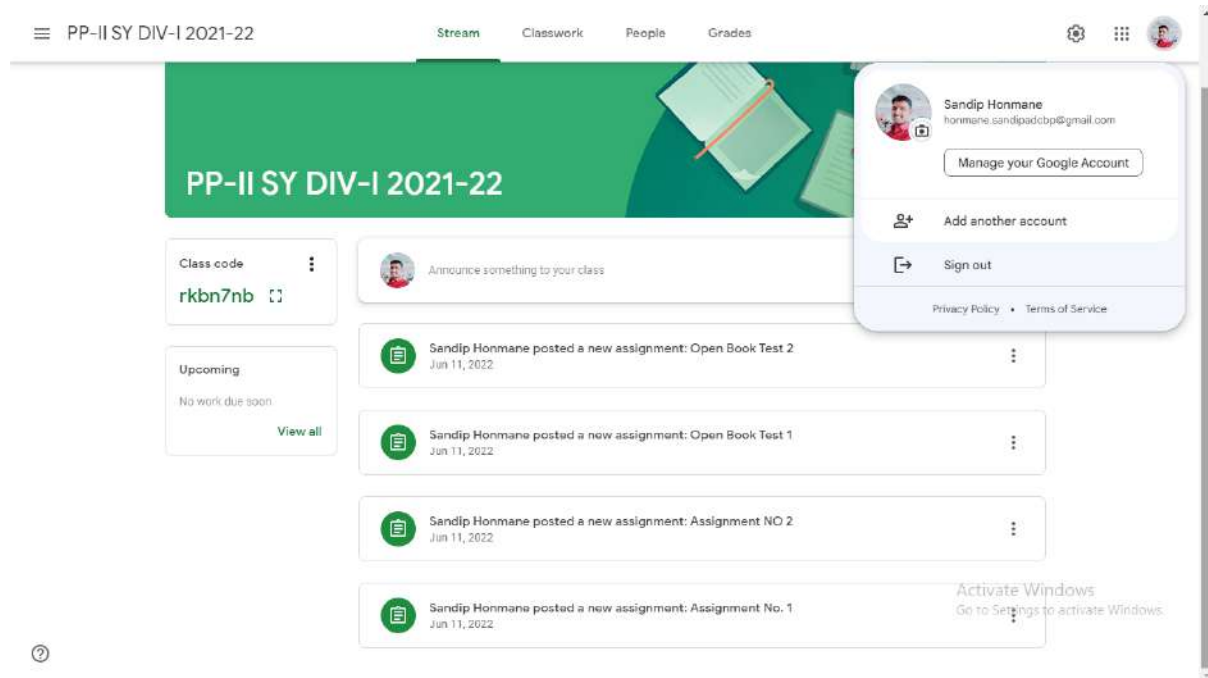 PP-II SY DIV-I 2021-22
Stream
Classwork
People
Grades
PP-II SY DIV-I 2021-22
Sandip Honmane
honmane.sandipadcbp@gmail.com
Manage your Google Account
Add another account
Sign out
Privacy Policy • Terms of Service
Class code
rkbn7nb
Upcoming
No work due soon
View all
Announce something to your class
Sandip Honmane posted a new assignment: Open Book Test 2
Jun 11, 2022
Sandip Honmane posted a new assignment: Open Book Test 1
Jun 11, 2022
Sandip Honmane posted a new assignment: Assignment NO 2
Jun 11, 2022
Sandip Honmane posted a new assignment: Assignment No. 1
Jun 11, 2022
Activate Windows
Go to Settings to activate Windows.